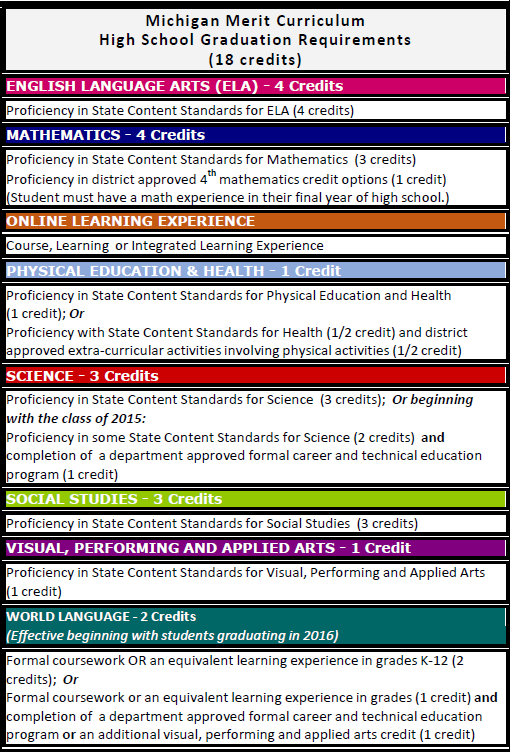 Michigan Merit Curriculum
High School Graduation Requirements
(18 credits)
ENGLISH LANGUAGE ARTS (ELA) - 4 Credits
Proficiency in State Content Standards for ELA (4 credits)
MATHEMATICS - 4 Credits
Proficiency in State Content Standards for Mathematics (3 credits)
Proficiency in district approved 4th mathematics credit options (1 credit)
(Student must have a math experience in their final year of high school.)
ONLINE LEARNING EXPERIENCE
Course, Learning or Integrated Learning Experience
PHYSICAL EDUCATION & HEALTH - 1 Credit
Proficiency in State Content Standards for Physical Education and Health
(1 credit); Or
Proficiency with State Content Standards for Health (1/2 credit) and district
approved extra-curricular activities involving physical activities (1/2 credit)
SCIENCE - 3 Credits
Proficiency in State Content Standards for Science (3 credits); Or beginning
with the class of 2015:
Proficiency in some State Content Standards for Science (2 credits) and
completion of a department approved formal career and technical education
program (1 credit)
SOCIAL STUDIES - 3 Credits
Proficiency in State Content Standards for Social Studies (3 credits)
VISUAL, PERFORMING AND APPLIED ARTS - 1 Credit
Proficiency in State Content Standards for Visual, Performing and Applied Arts
(1 credit)
WORLD LANGUAGE - 2 Credits
(Effective beginning with students graduating in 2016)
Formal coursework OR an equivalent learning experience in grades K-12 (2
credits); Or
Formal coursework or an equivalent learning experience in grades (1 credit) and
completion of a department approved formal career and technical education
program or an additional visual, performing and applied arts credit (1 credit)